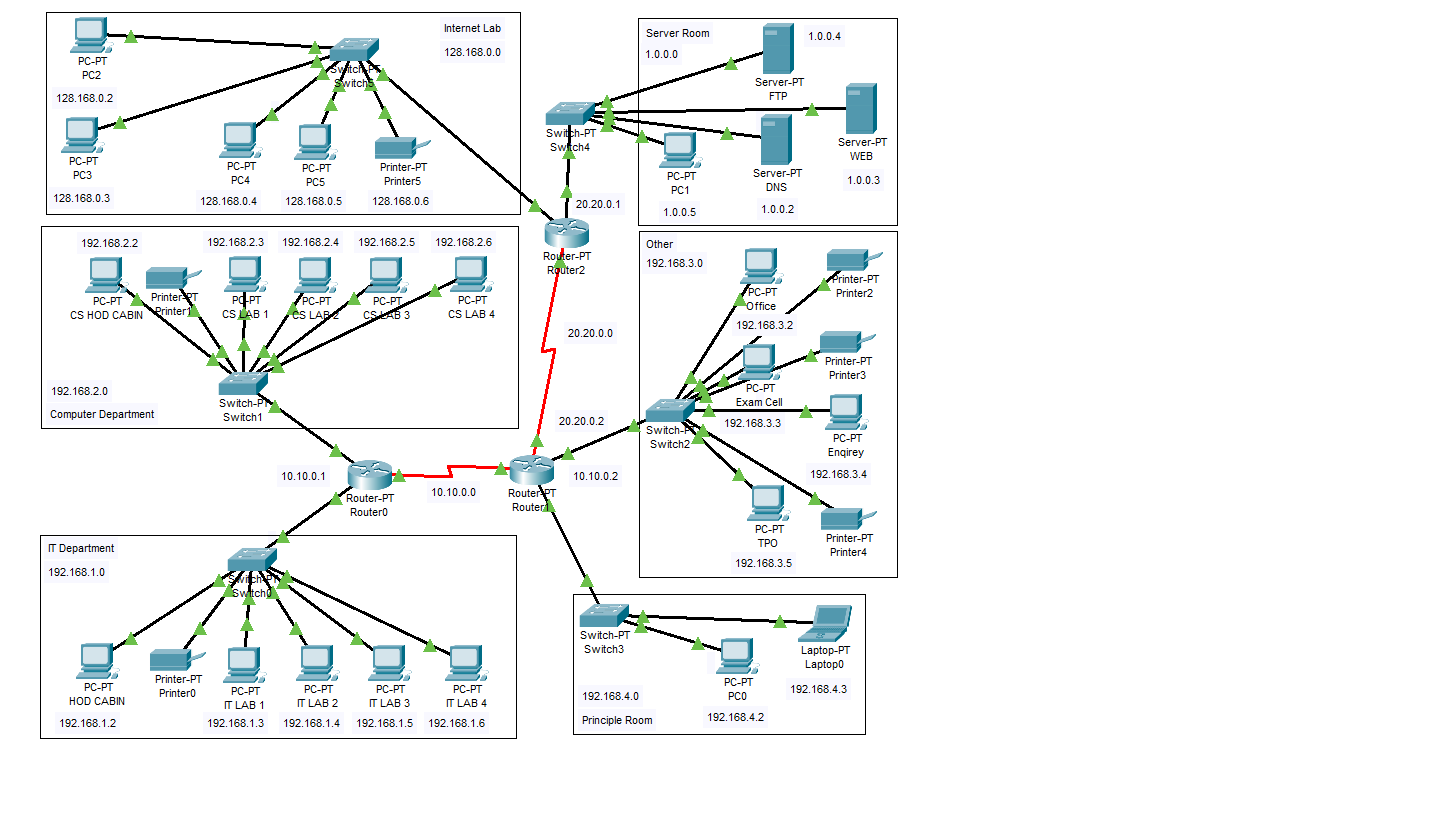 Internet Lab
128.168.0.0
PC-PT
PC2
128.168.0.2
Switch-PT
Switch5
PC-PT
PC3
128.168.0.3
PC-PT
PC4
128.168.0.4
PC-PT
PC5
128.168.0.5
Printer-PT
Printer5
128.168.0.6
Server Room
1.0.0.0
1.0.0.4
Server-PT
FTP
Switch-PT
Switch4
Server-PT
WEB
1.0.0.3
PC-PT
PC1
1.0.0.5
Server-PT
DNS
1.0.0.2
20.20.0.1
Router-PT
Router2
20.20.0.0
20.20.0.2
192.168.2.2
192.168.2.3
192.168.2.4
192.168.2.5
192.168.2.6
PC-PT
CS HOD CABIN
Printer-PT
Printer1
PC-PT
CS LAB 1
PC-PT
CS LAB 2
PC-PT
CS LAB 3
PC-PT
CS LAB 4
192.168.2.0
Computer Department
Switch-PT
Switch1
Other
192.168.3.0
PC-PT
Office
192.168.3.2
Printer-PT
Printer2
Printer-PT
Printer3
PC-PT
Exam Cell
192.168.3.3
Switch-PT
Switch2
PC-PT
Enqirey
192.168.3.4
PC-PT
TPO
192.168.3.5
Printer-PT
Printer4
10.10.0.1
Router-PT
Router0
10.10.0.0
Router-PT
Router1
10.10.0.2
IT Department
192.168.1.0
Switch-PT
Switch0
PC-PT
HOD CABIN
192.168.1.2
Printer-PT
Printer0
PC-PT
IT LAB 1
192.168.1.3
PC-PT
IT LAB 2
192.168.1.4
PC-PT
IT LAB 3
192.168.1.5
PC-PT
IT LAB 4
192.168.1.6
Switch-PT
Switch3
192.168.4.0
Principle Room
PC-PT
PC0
192.168.4.2
Laptop-PT
Laptop0
192.168.4.3